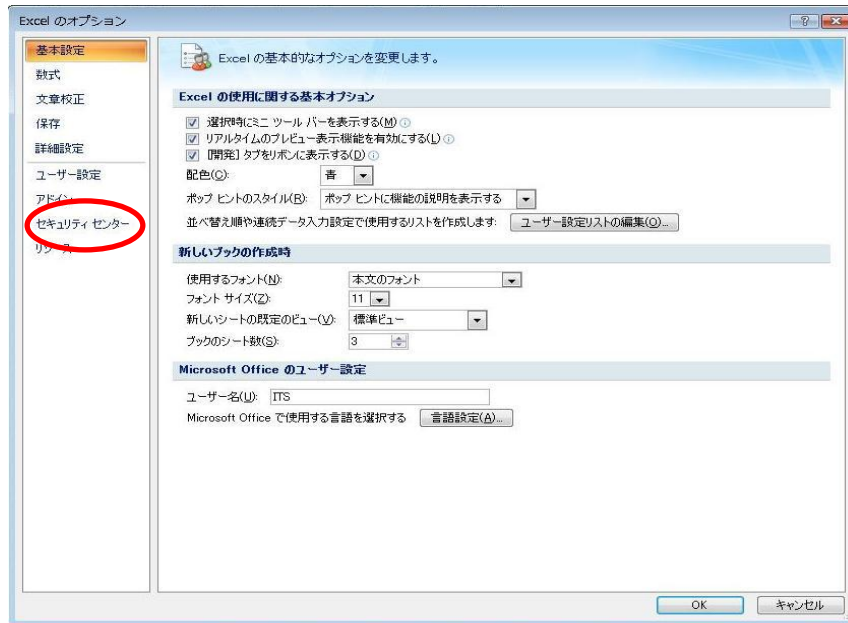 Excel のオプション
基本設定
数式
文章校正
保存
詳細設定
ユーザー設定
アドイン
セキュリティ センター
リソース
Excel の基本的なオプションを変更します。
Excel の使用に関する基本オプション
選択時にミニ ツール バーを表示する(M)
リアルタイムのプレビュー表示機能を有効にする(L)
[開発] タブをリボンに表示する(D)
配色(C): 青
ポップ ヒントのスタイル(R): ポップ ヒントに機能の説明を表示する
並べ替え順や連続データ入力設定で使用するリストを作成します: ユーザー設定リストの編集(O)...
新しいブックの作成時
使用するフォント(N): 本文のフォント
フォント サイズ(Z): 11
新しいシートの既定のビュー(V): 標準ビュー
ブックのシート数(S): 3
Microsoft Office のユーザー設定
ユーザー名(U): ITS
Microsoft Office で使用する言語を選択する 言語設定(A)...
OK キャンセル